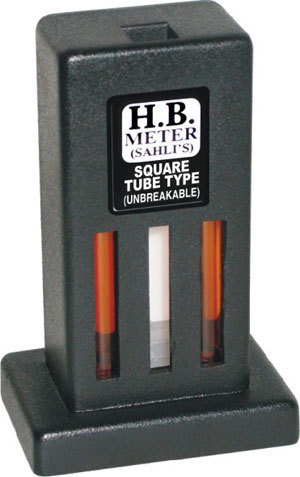 H.B.
METER
(SAHLI'S)
SQUARE
TUBE TYPE
(UNBREAKABLE)